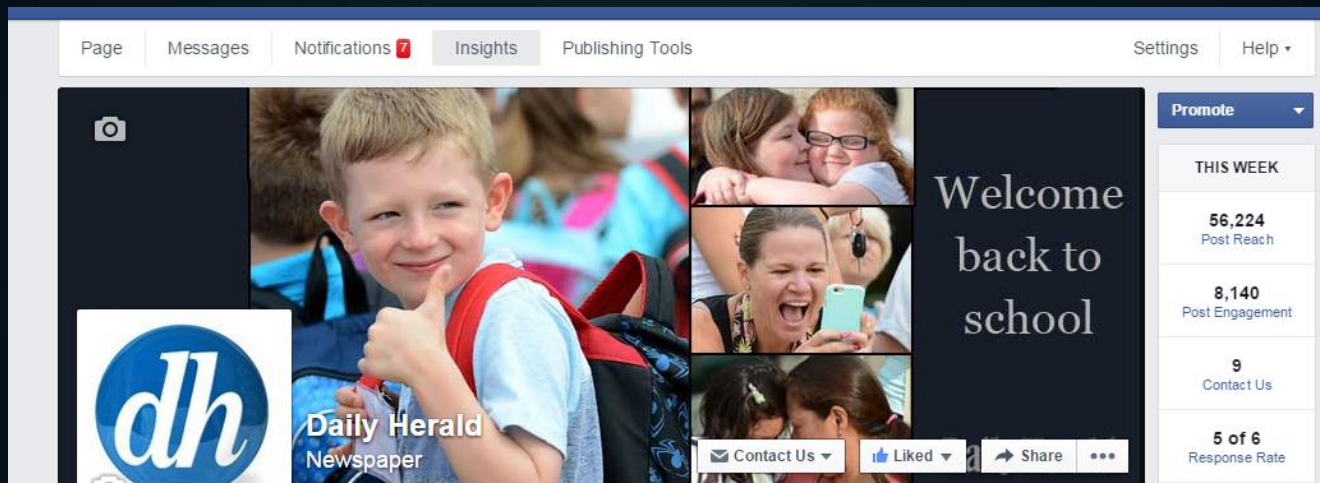 Page Messages Notifications 7 Insights Publishing Tools Settings Help
Promote
THIS WEEK
56,224
Post Reach
8,140
Post Engagement
9
Contact Us
5 of 6
Response Rate
Welcome
back to
school
dh
Daily Herald
Newspaper
Contact Us Liked Share •••